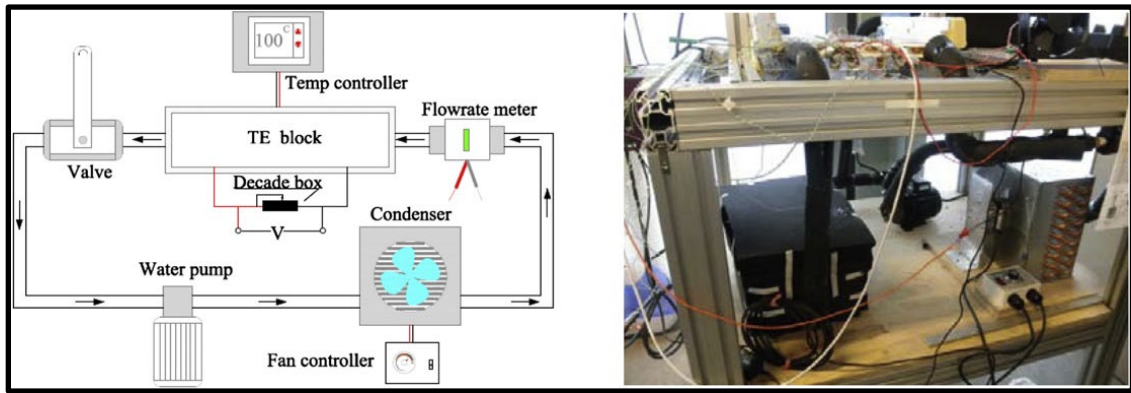 100°C
Temp controller
Flowrate meter
TE block
Valve
Decade box
V
Condenser
Water pump
Fan controller